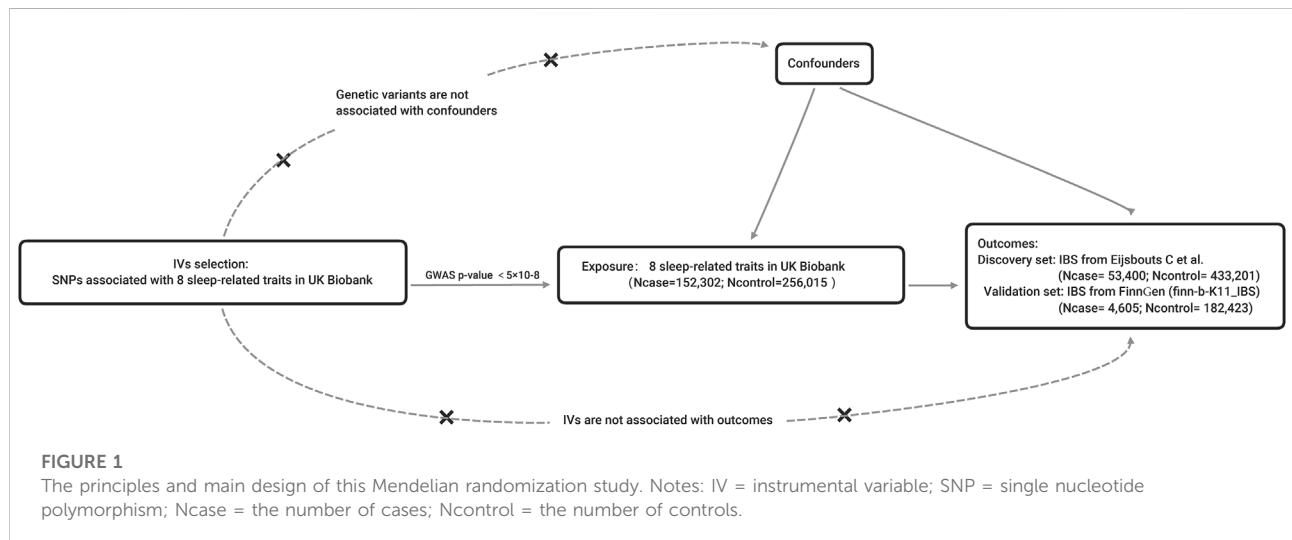 Confounders
Genetic variants are not
associated with confounders
IVs selection:
SNPs associated with 8 sleep-related traits in UK Biobank
GWAS p-value < 5×10-8
Exposure： 8 sleep-related traits in UK Biobank
(Ncase=152,302; Ncontrol=256,015 )
Outcomes:
Discovery set: IBS from Eijsbouts C et al.
(Ncase= 53,400; Ncontrol= 433,201)
Validation set: IBS from FinnGen (finn-b-K11_IBS)
(Ncase= 4,605; Ncontrol= 182,423)
IVs are not associated with outcomes
FIGURE 1
The principles and main design of this Mendelian randomization study. Notes: IV = instrumental variable; SNP = single nucleotide
polymorphism; Ncase = the number of cases; Ncontrol = the number of controls.